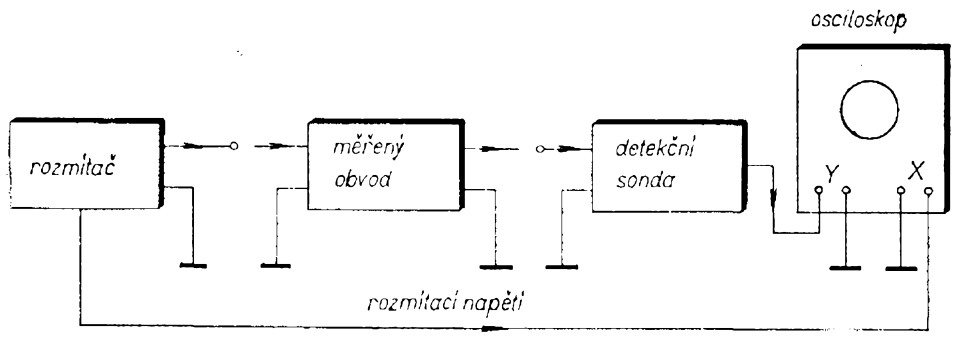 osciloskop
rozmítač
měřený
obvod
detekční
sonda
Y X
rozmítací napětí